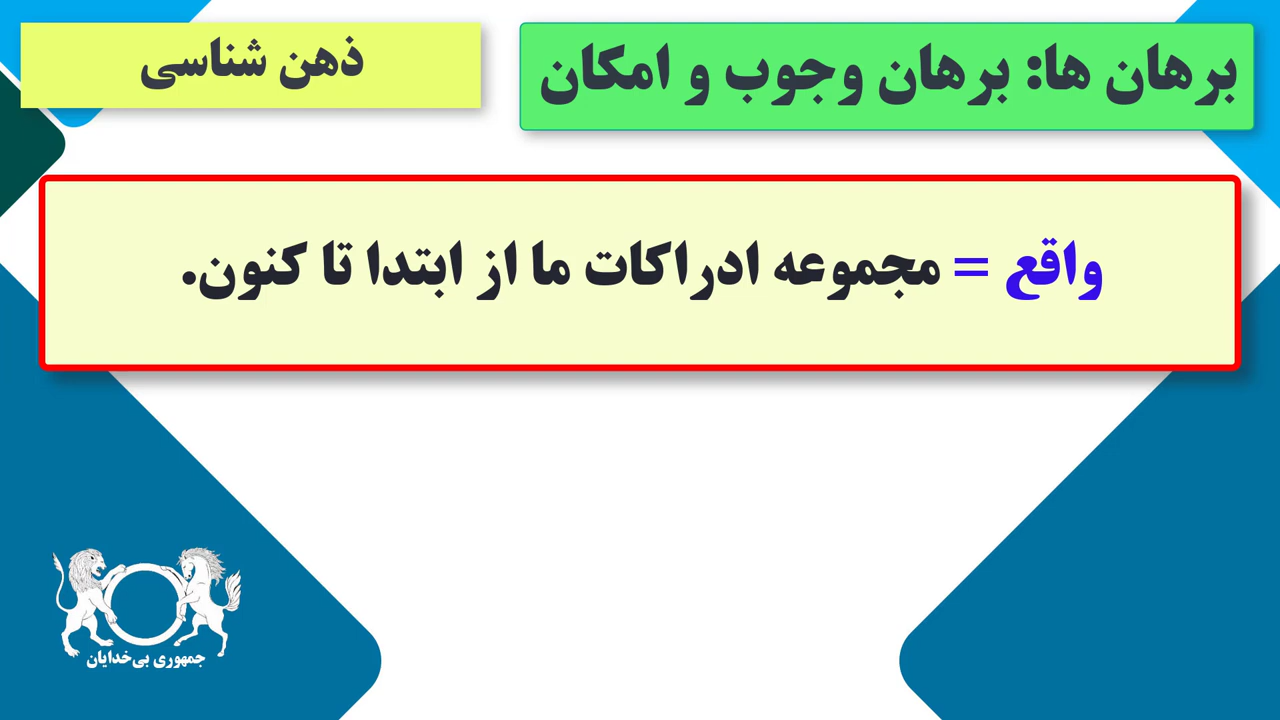 برهان ها: برهان وجوب و امکان
ذهن شناسی
واقع = مجموعه ادراکات ما از ابتدا تا کنون.
جمهوری بی‌خدایان